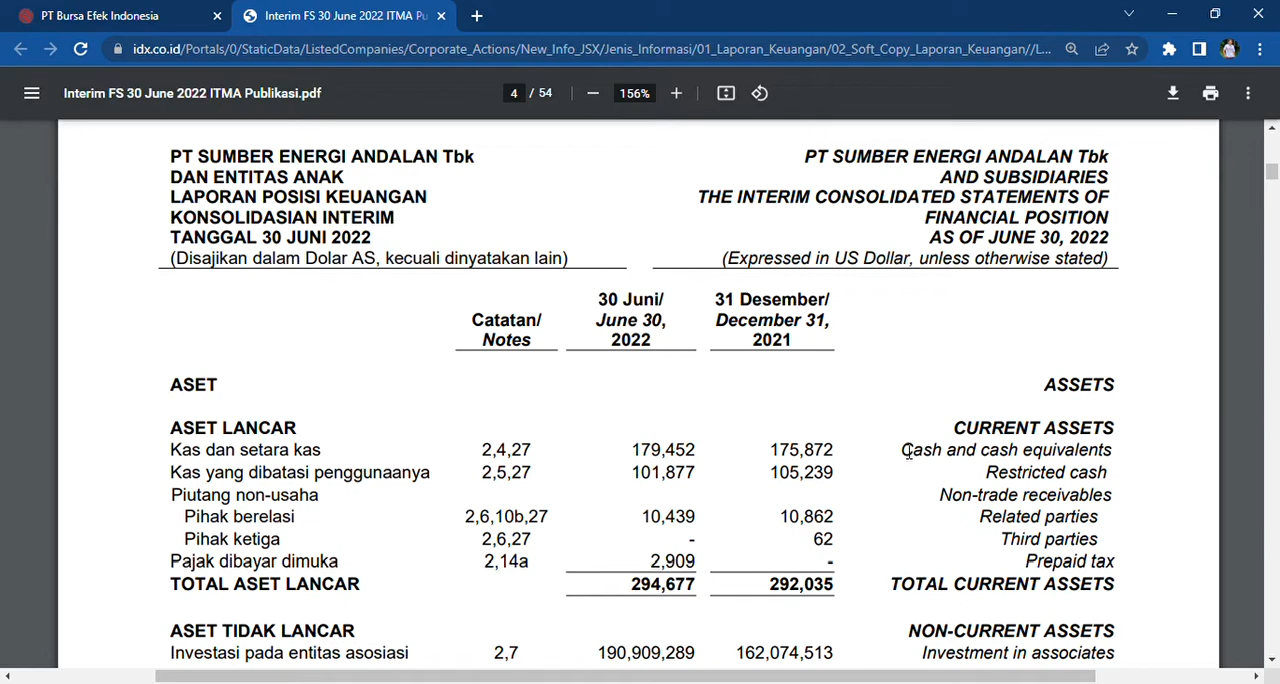 PT Bursa Efek Indonesia
Interim FS 30 June 2022 ITMA Pu
idx.co.id/Portals/0/StaticData/ListedCompanies/Corporate_Actions/New_Info_JSX/Jenis_Informasi/01_Laporan_Keuangan/02_Soft_Copy_Laporan_Keuangan//L...
Interim FS 30 June 2022 ITMA Publikasi.pdf
4 / 54
156%
PT SUMBER ENERGI ANDALAN Tbk
DAN ENTITAS ANAK
LAPORAN POSISI KEUANGAN
KONSOLIDASIAN INTERIM
TANGGAL 30 JUNI 2022
(Disajikan dalam Dolar AS, kecuali dinyatakan lain)
PT SUMBER ENERGI ANDALAN Tbk
AND SUBSIDIARIES
THE INTERIM CONSOLIDATED STATEMENTS OF
FINANCIAL POSITION
AS OF JUNE 30, 2022
(Expressed in US Dollar, unless otherwise stated)
Catatan/
Notes
30 Juni/
June 30,
2022
31 Desember/
December 31,
2021
ASET ASSETS
ASET LANCAR CURRENT ASSETS
Kas dan setara kas 2,4,27 179,452 175,872 Cash and cash equivalents
Kas yang dibatasi penggunaanya 2,5,27 101,877 105,239 Restricted cash
Piutang non-usaha Non-trade receivables
Pihak berelasi 2,6,10b,27 10,439 10,862 Related parties
Pihak ketiga 2,6,27 - 62 Third parties
Pajak dibayar dimuka 2,14a 2,909 - Prepaid tax
TOTAL ASET LANCAR 294,677 292,035 TOTAL CURRENT ASSETS
ASET TIDAK LANCAR NON-CURRENT ASSETS
Investasi pada entitas asosiasi 2,7 190,909,289 162,074,513 Investment in associates